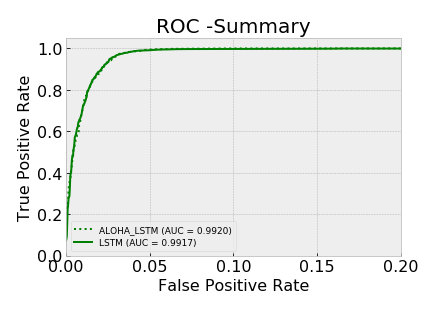 ROC -Summary
True Positive Rate
1.0
0.8
0.6
0.4
0.2
0.0
ALOHA_LSTM (AUC = 0.9920)
LSTM (AUC = 0.9917)
0.00 0.05 0.10 0.15 0.20
False Positive Rate